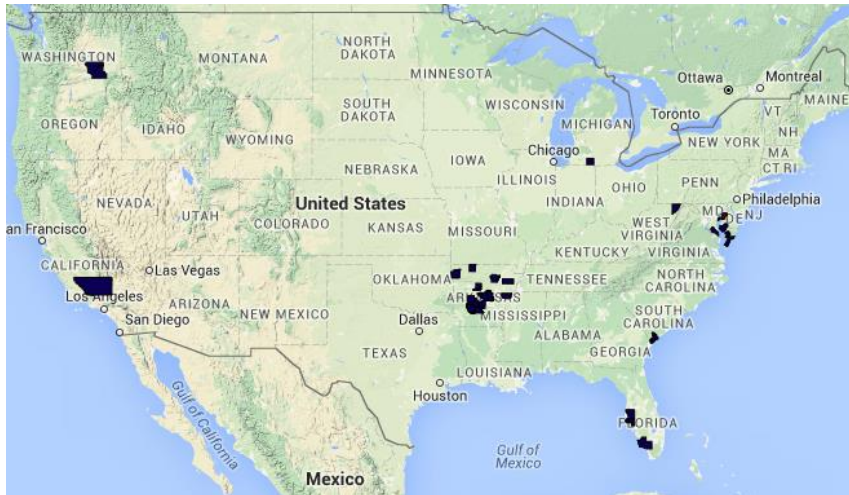 NORTH
DAKOTA
WASHINGTON
MONTANA
MINNESOTA
Ottawa
Montreal
SOUTH
DAKOTA
WISCONSIN
MICHIGAN
Toronto
VT
MAINE
OREGON
IDAHO
WYOMING
NH
NEW YORK
MA
CT RI
Chicago
IOWA
NEBRASKA
ILLINOIS
OHIO
PENN
INDIANA
Philadelphia
NEVADA
UTAH
United States
MD
DE
NJ
an Francisco
COLORADO
KANSAS
MISSOURI
WEST
VIRGINIA
KENTUCKY
VIRGINIA
CALIFORNIA
Las Vegas
OKLAHOMA
TENNESSEE
NORTH
CAROLINA
Los Angeles
ARIZONA
NEW MEXICO
ARKANSAS
San Diego
Dallas
MISSISSIPPI
SOUTH
CAROLINA
ALABAMA
TEXAS
GEORGIA
LOUISIANA
Houston
Gulf of
California
FLORIDA
Gulf of
Mexico
Mexico